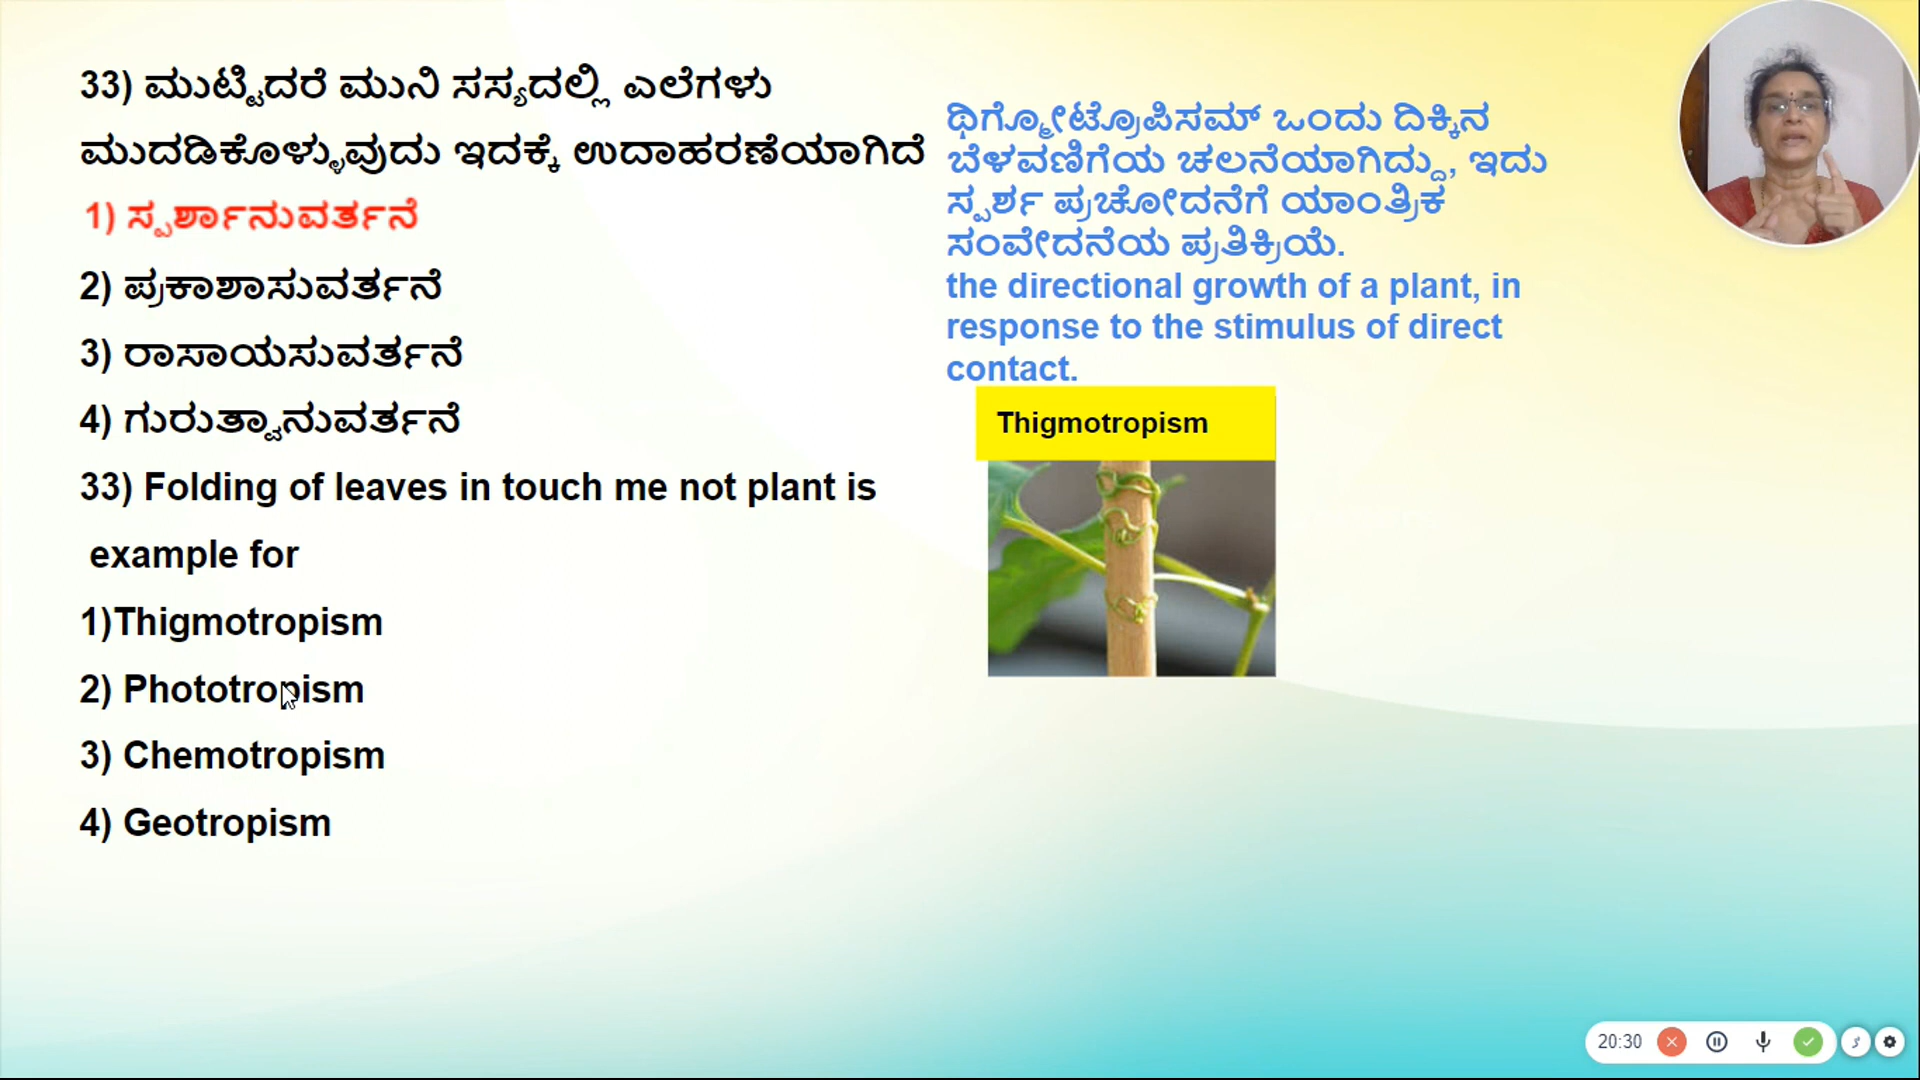 33) ಮುಟ್ಟಿದರೆ ಮುನಿ ಸಸ್ಯದಲ್ಲಿ ಎಲೆಗಳು
ಮುದಡಿಕೊಳ್ಳುವುದು ಇದಕ್ಕೆ ಉದಾಹರಣೆಯಾಗಿದೆ
1) ಸ್ಪರ್ಶಾನುವರ್ತನೆ
2) ಪ್ರಕಾಶಾಸುವರ್ತನೆ
3) ರಾಸಾಯಸುವರ್ತನೆ
4) ಗುರುತ್ವಾನುವರ್ತನೆ
33) Folding of leaves in touch me not plant is
example for
1)Thigmotropism
2) Phototropism
3) Chemotropism
4) Geotropism
ಥಿಗ್ಮೋಟ್ರೊಪಿಸಮ್ ಒಂದು ದಿಕ್ಕಿನ
ಬೆಳವಣಿಗೆಯ ಚಲನೆಯಾಗಿದ್ದು, ಇದು
ಸ್ಪರ್ಶ ಪ್ರಚೋದನೆಗೆ ಯಾಂತ್ರಿಕ
ಸಂವೇದನೆಯ ಪ್ರತಿಕ್ರಿಯೆ.
the directional growth of a plant, in
response to the stimulus of direct
contact.
Thigmotropism
20:30